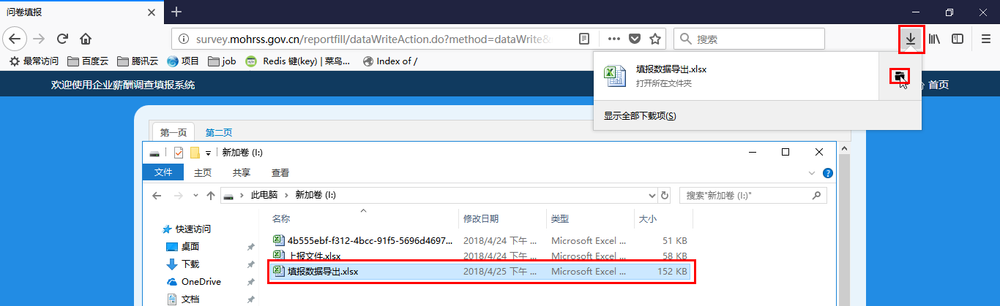 问卷填报
survey.mohrss.gov.cn/reportfill/dataWriteAction.do?method=dataWrite&
搜索
最常访问 百度云 腾讯云 项目 job Redis 键(key) | 菜鸟... Index of /
填报数据导出.xlsx
打开所在文件夹
显示全部下载项(S)
欢迎使用企业薪酬调查填报系统 首页
第一页 第二页
新加卷 (I:)
文件 主页 共享 查看
此电脑 新加卷 (I:) 搜索"新加卷 (I:)"
名称 修改日期 类型 大小
快速访问
桌面
下载
OneDrive
文档
4b555ebf-f312-4bcc-91f5-5696d4697... 2018/4/24 下午 ... Microsoft Excel ... 51 KB
上报文件.xlsx 2018/4/24 下午 ... Microsoft Excel ... 58 KB
填报数据导出.xlsx 2018/4/25 下午 ... Microsoft Excel ... 152 KB